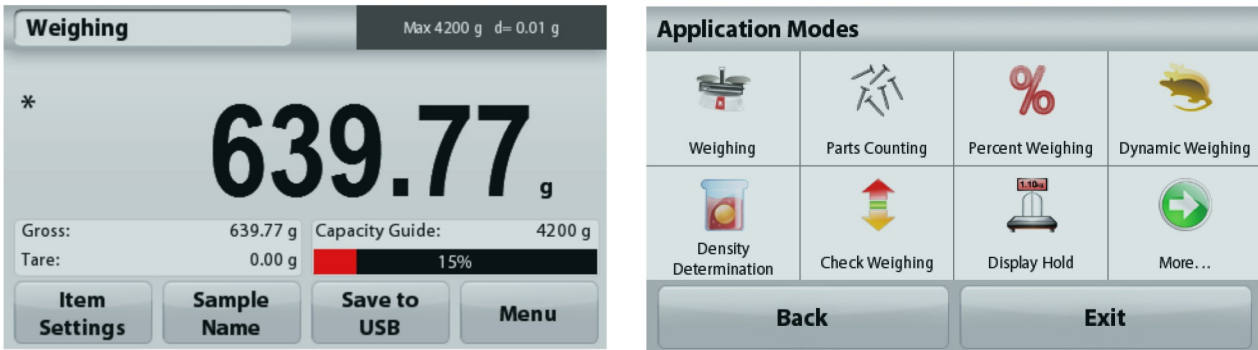 Weighing
Max 4200 g d= 0.01 g
*
639.77 g
Gross: 639.77 g
Tare: 0.00 g
Capacity Guide: 4200 g
15%
Item
Settings
Sample
Name
Save to
USB
Menu
Application Modes
%
Weighing
Parts Counting
Percent Weighing
Dynamic Weighing
1.10
Density
Determination
Check Weighing
Display Hold
More...
Back
Exit